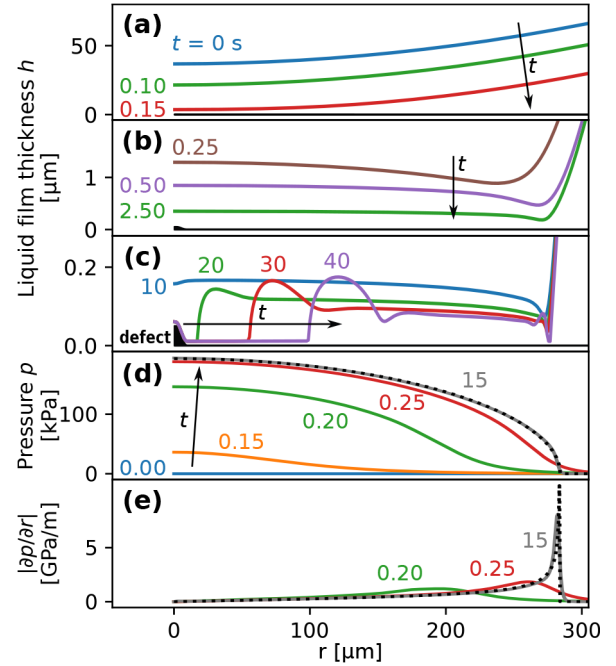 (a)
t = 0 s
50
0.10
0.15
0
t
(b)
0.25
t
1
0.50
2.50
0
Liquid film thickness h
[μm]
(c)
0.2
20
30
40
10
t
defect
0.0
(d)
15
Pressure p
[kPa]
100
t
0.25
0.20
0.15
0.00
0
(e)
|∂p/∂r|
[GPa/m]
5
15
0.20
0.25
0
0
100
200
300
r [μm]